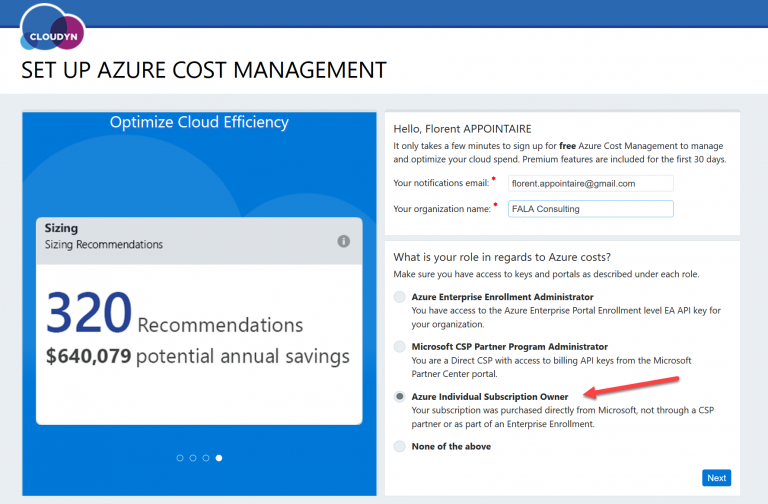 CLOUDYN
SET UP AZURE COST MANAGEMENT
Optimize Cloud Efficiency
Sizing
Sizing Recommendations
i
320 Recommendations
$640,079 potential annual savings
Hello, Florent APPOINTAIRE
It only takes a few minutes to sign up for free Azure Cost Management to manage
and optimize your cloud spend. Premium features are included for the first 30 days.
Your notifications email: * florent.appointaire@gmail.com
Your organization name: * FALA Consulting
What is your role in regards to Azure costs?
Make sure you have access to keys and portals as described under each role.
Azure Enterprise Enrollment Administrator
You have access to the Azure Enterprise Portal Enrollment level EA API key for
your organization.
Microsoft CSP Partner Program Administrator
You are a Direct CSP with access to billing API keys from the Microsoft
Partner Center portal.
Azure Individual Subscription Owner
Your subscription was purchased directly from Microsoft, not through a CSP
partner or as part of an Enterprise Enrollment.
None of the above
Next